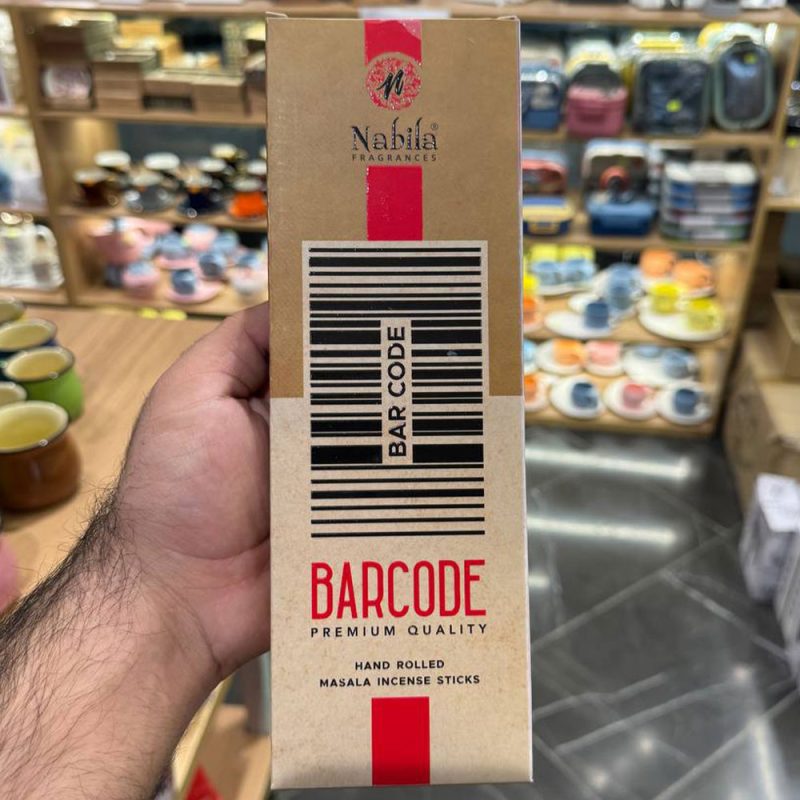 Nabila®
FRAGRANCES
BAR CODE
BARCODE
PREMIUM QUALITY
HAND ROLLED
MASALA INCENSE STICKS